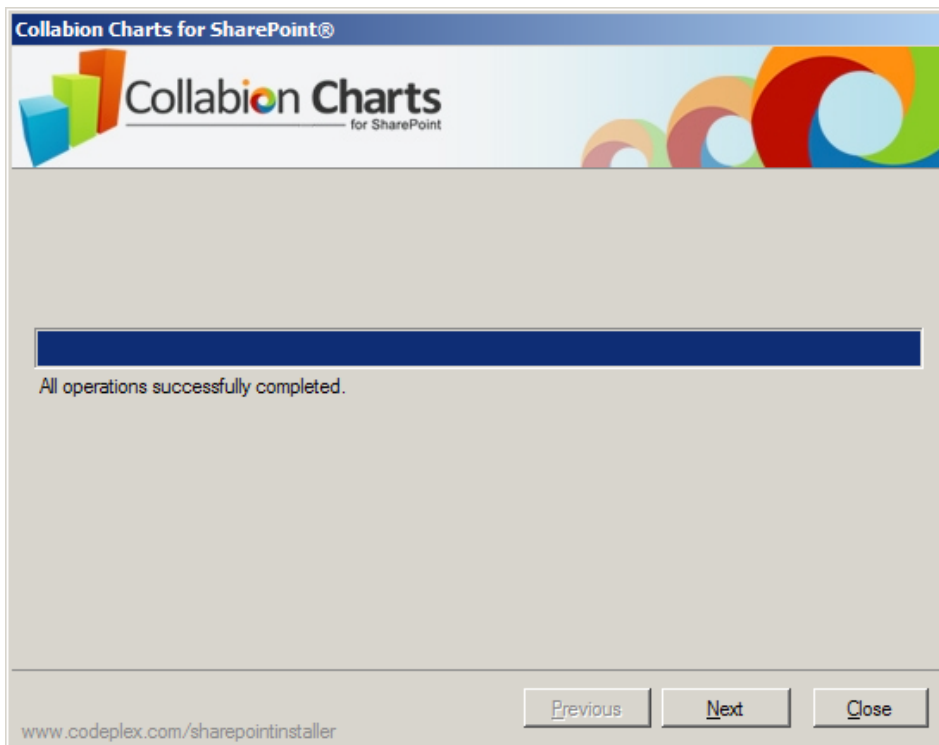 Collabion Charts for SharePoint®
Collabion Charts
for SharePoint
All operations successfully completed.
Previous
Next
Close
www.codeplex.com/sharepointinstaller